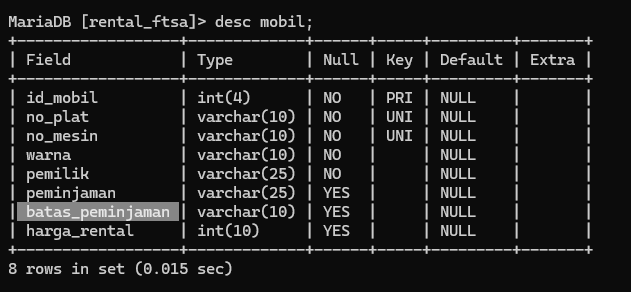 MariaDB [rental_ftsa]> desc mobil;
+------------------+-------------+------+-----+---------+-------+
| Field            | Type        | Null | Key | Default | Extra |
+------------------+-------------+------+-----+---------+-------+
| id_mobil         | int(4)      | NO   | PRI | NULL    |       |
| no_plat          | varchar(10) | NO   | UNI | NULL    |       |
| no_mesin         | varchar(10) | NO   | UNI | NULL    |       |
| warna            | varchar(10) | NO   |     | NULL    |       |
| pemilik          | varchar(25) | NO   |     | NULL    |       |
| peminjaman       | varchar(25) | YES  |     | NULL    |       |
| batas_peminjaman | varchar(10) | YES  |     | NULL    |       |
| harga_rental     | int(10)     | YES  |     | NULL    |       |
+------------------+-------------+------+-----+---------+-------+
8 rows in set (0.015 sec)